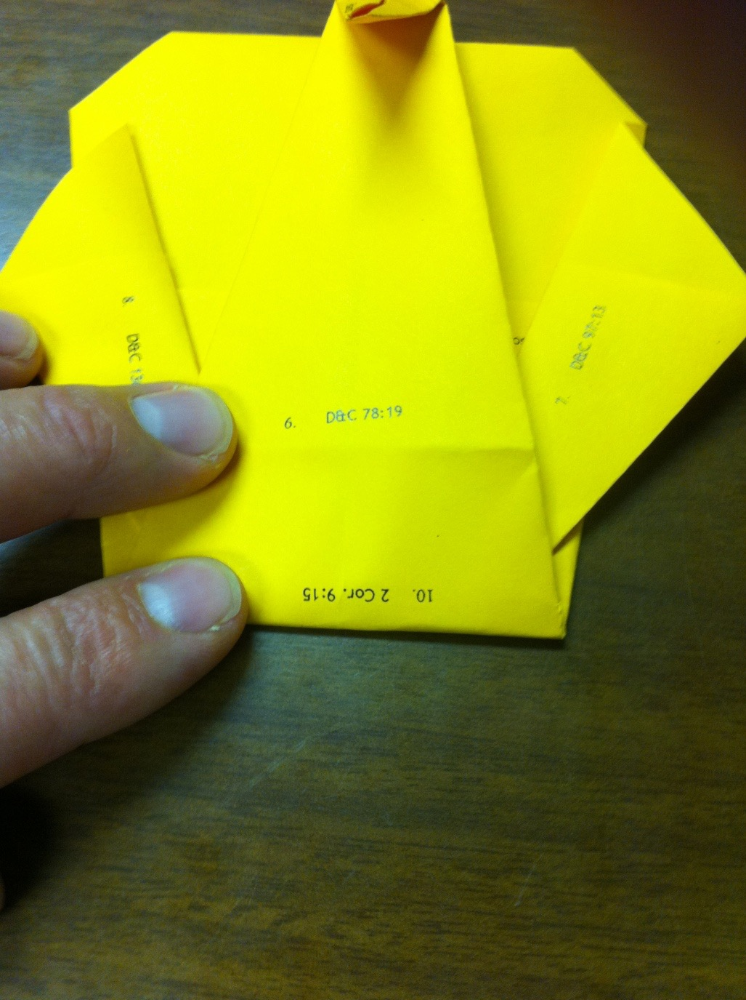 8. D&C
7. D&C 97:13
6. D&C 78:19
10. 2 Cor. 9:15